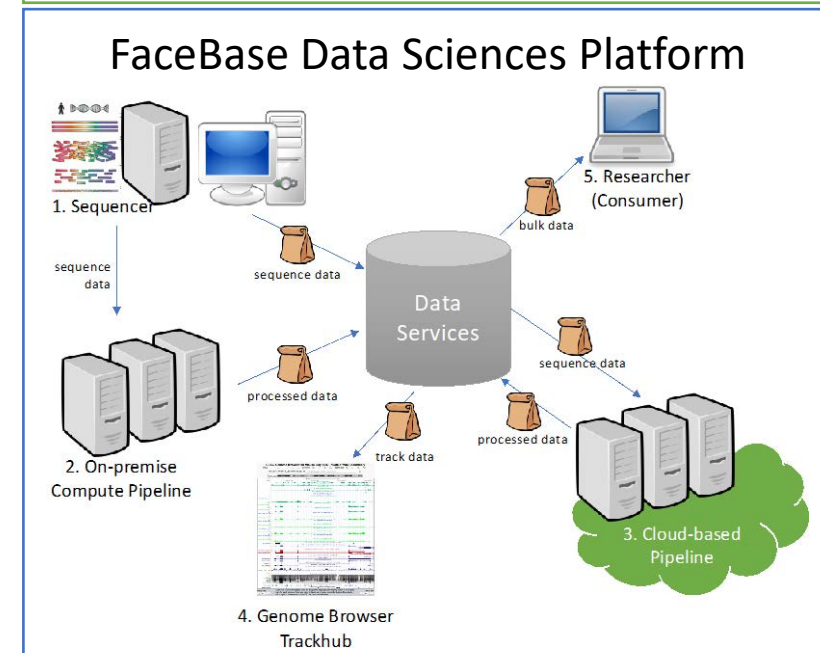 FaceBase Data Sciences Platform
1. Sequencer
5. Researcher
(Consumer)
bulk data
sequence
data
sequence data
Data
Services
sequence data
processed data
processed data
track data
2. On-premise
Compute Pipeline
3. Cloud-based
Pipeline
4. Genome Browser
Trackhub